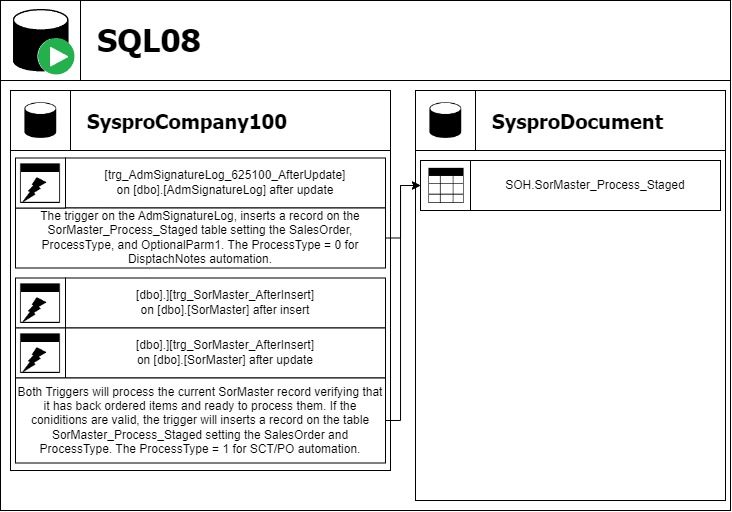 SQL08
SysproCompany100
[trg_AdmSignatureLog_625100_AfterUpdate]
on [dbo].[AdmSignatureLog] after update
The trigger on the AdmSignatureLog, inserts a record on the
SorMaster_Process_Staged table setting the SalesOrder,
ProcessType, and OptionalParm1. The ProcessType = 0 for
DisptachNotes automation.
[dbo].][trg_SorMaster_AfterInsert]
on [dbo].[SorMaster] after insert
[dbo].][trg_SorMaster_AfterInsert]
on [dbo].[SorMaster] after update
Both Triggers will process the current SorMaster record verifying that
it has back ordered items and ready to process them. If the
coniditions are valid, the trigger will inserts a record on the table
SorMaster_Process_Staged setting the SalesOrder and
ProcessType. The ProcessType = 1 for SCT/PO automation.
SysproDocument
SOH.SorMaster_Process_Staged